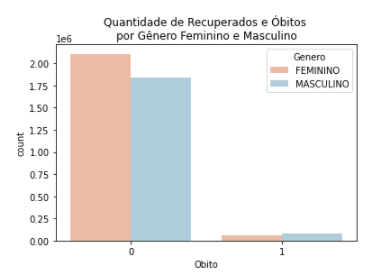 Quantidade de Recuperados e Óbitos
por Gênero Feminino e Masculino
1e6
Genero
FEMININO
MASCULINO
2.00
1.75
1.50
1.25
1.00
0.75
0.50
0.25
0.00
count
0 1
Obito